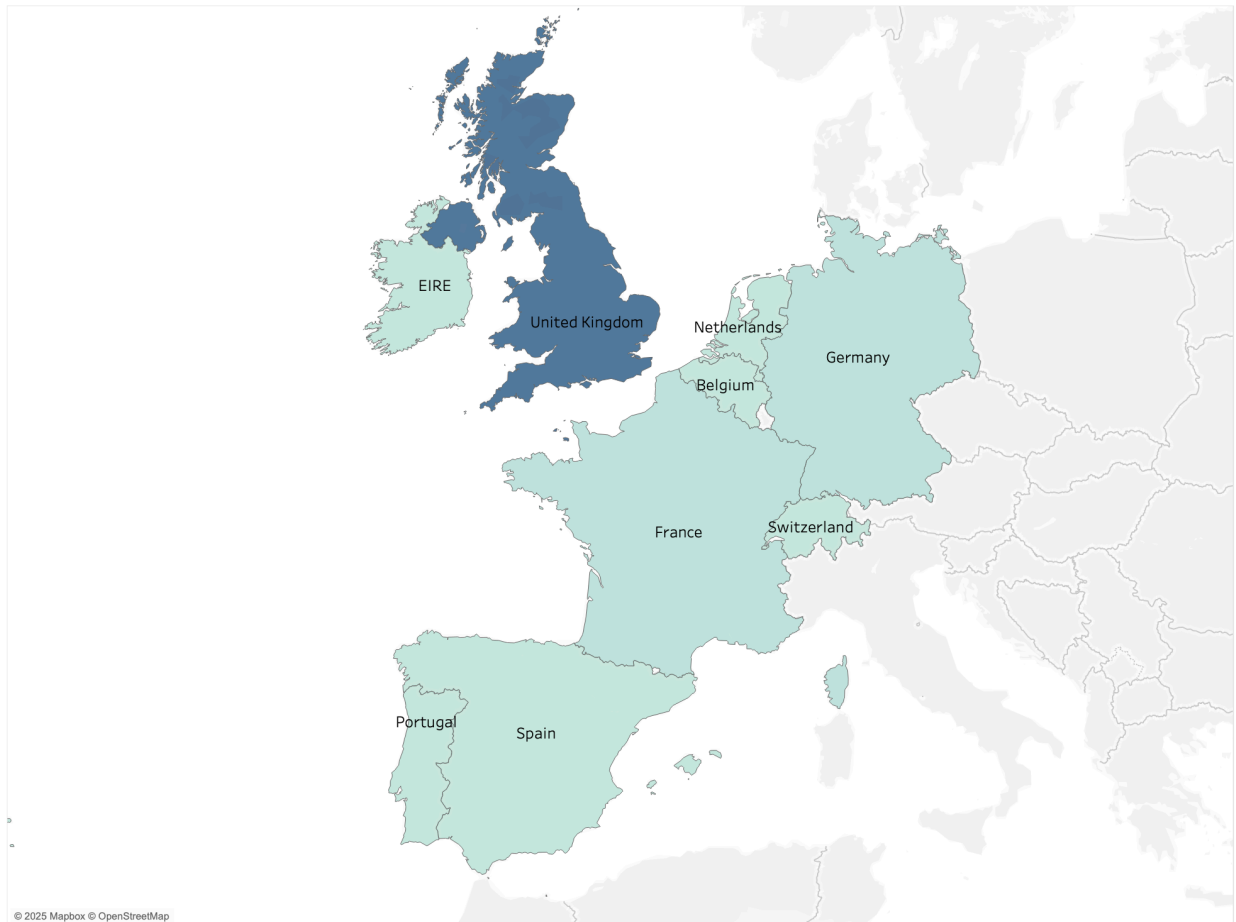 EIRE
United Kingdom
Netherlands
Germany
Belgium
Switzerland
France
Portugal
Spain
© 2025 Mapbox © OpenStreetMap